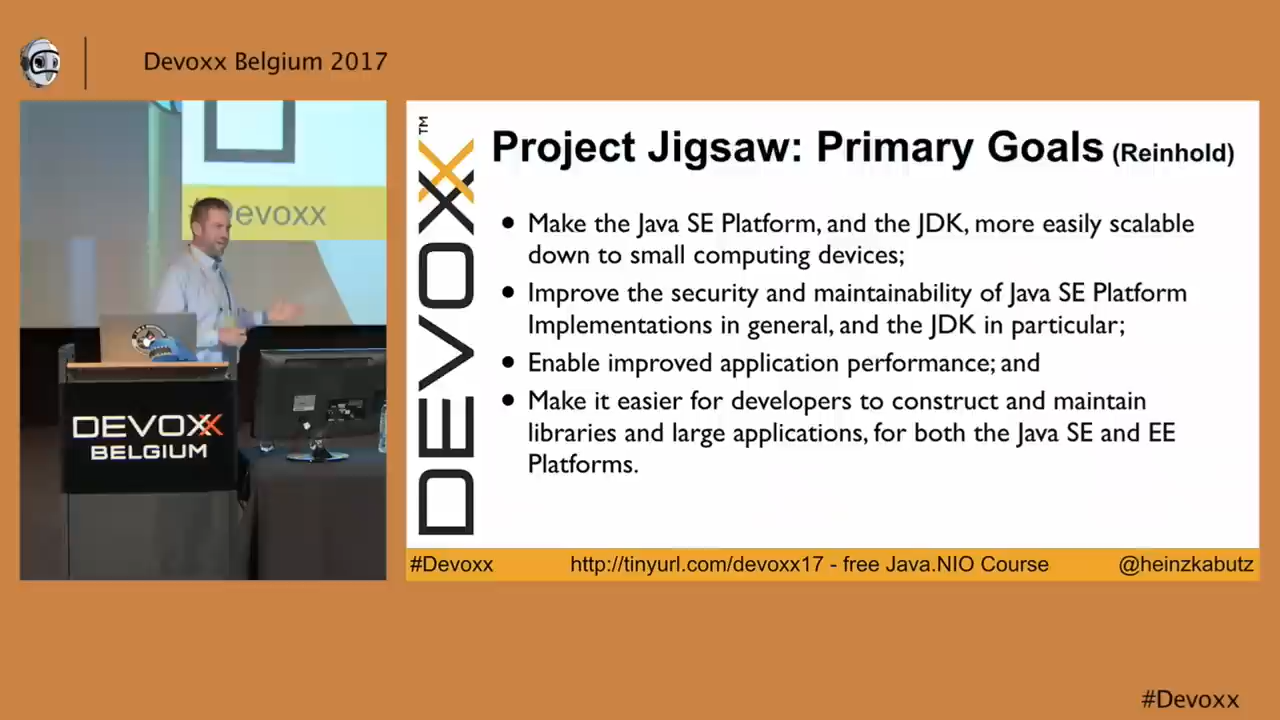 Devoxx Belgium 2017
Devoxx
DEVOXX
BELGIUM
DEVOXX™
Project Jigsaw: Primary Goals (Reinhold)
• Make the Java SE Platform, and the JDK, more easily scalable
down to small computing devices;
• Improve the security and maintainability of Java SE Platform
Implementations in general, and the JDK in particular;
• Enable improved application performance; and
• Make it easier for developers to construct and maintain
libraries and large applications, for both the Java SE and EE
Platforms.
#Devoxx http://tinyurl.com/devoxx17 - free Java.NIO Course @heinzkabutz
#Devoxx